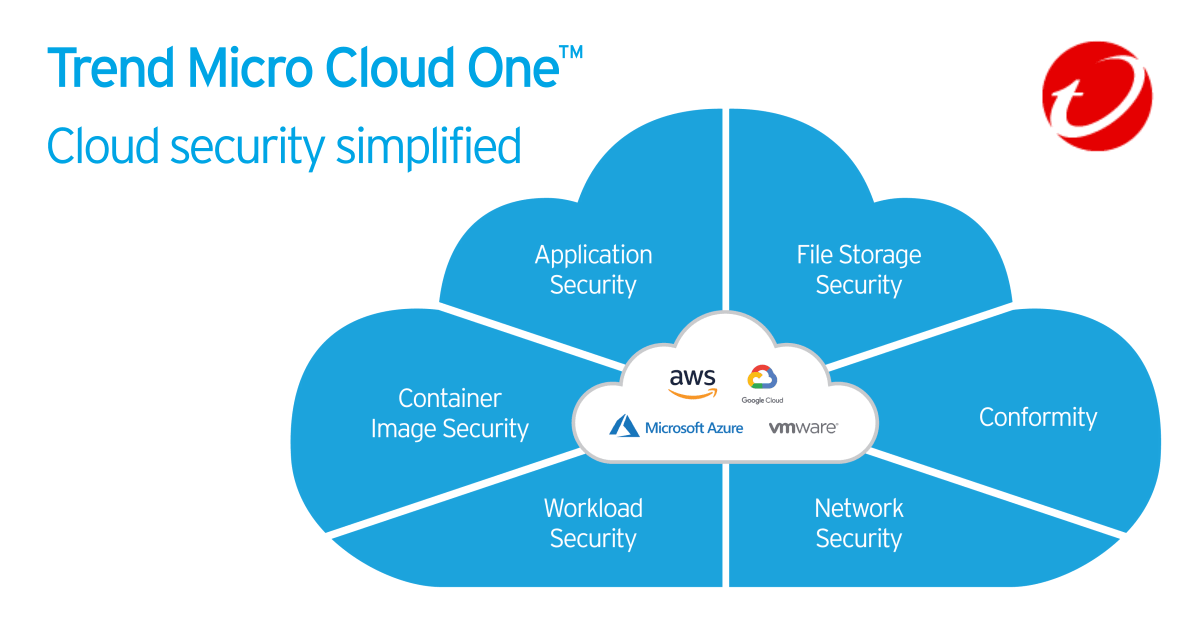 Trend Micro Cloud One™
Cloud security simplified
Application
Security
File Storage
Security
Container
Image Security
aws
Google Cloud
Microsoft Azure
vmware®
Conformity
Workload
Security
Network
Security